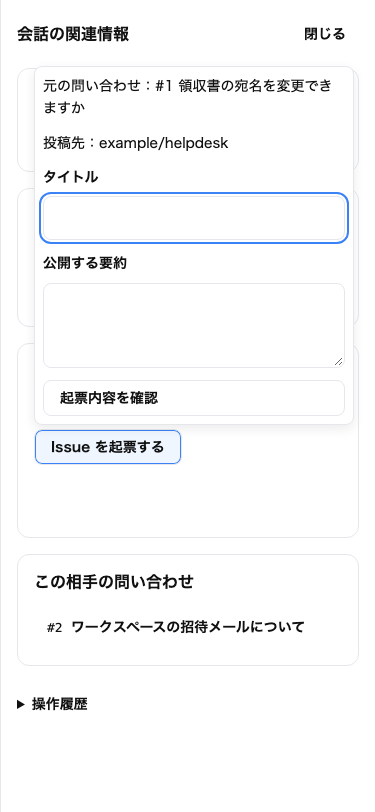 会話の関連情報
閉じる
元の問い合わせ：#1 領収書の宛名を変更でき
ますか
投稿先：example/helpdesk
タイトル
公開する要約
起票内容を確認
Issue を起票する
この相手の問い合わせ
#2 ワークスペースの招待メールについて
▶ 操作履歴